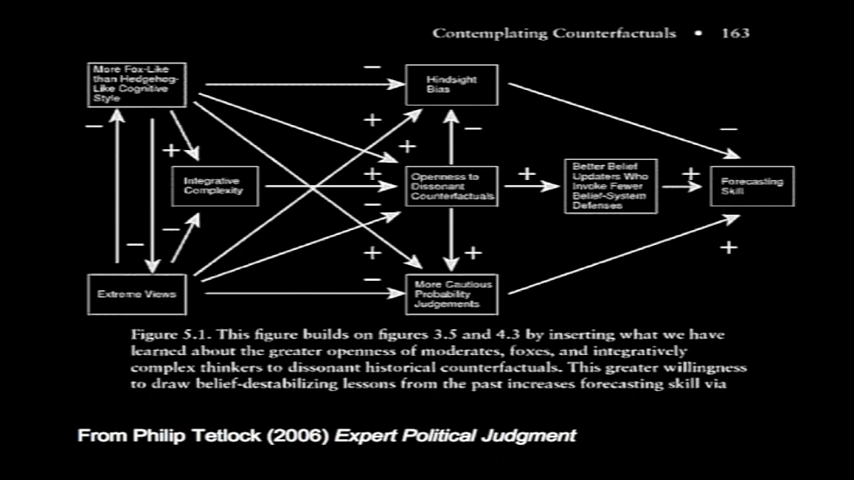 Contemplating Counterfactuals • 163
More Fox-Like
than Hedgehog-
Like Cognitive
Style
Hindsight
Bias
Integrative
Complexity
Openness to
Dissonant
Counterfactuals
Better Belief
Updaters Who
Invoke Fewer
Belief-System
Defenses
Forecasting
Skill
Extreme Views
More Cautious
Probability
Judgements
−
−
+
+
+
−
+
−
+
+
−
−
−
+
+
−
+
−
+
Figure 5.1. This figure builds on figures 3.5 and 4.3 by inserting what we have
learned about the greater openness of moderates, foxes, and integratively
complex thinkers to dissonant historical counterfactuals. This greater willingness
to draw belief-destabilizing lessons from the past increases forecasting skill via
From Philip Tetlock (2006) Expert Political Judgment